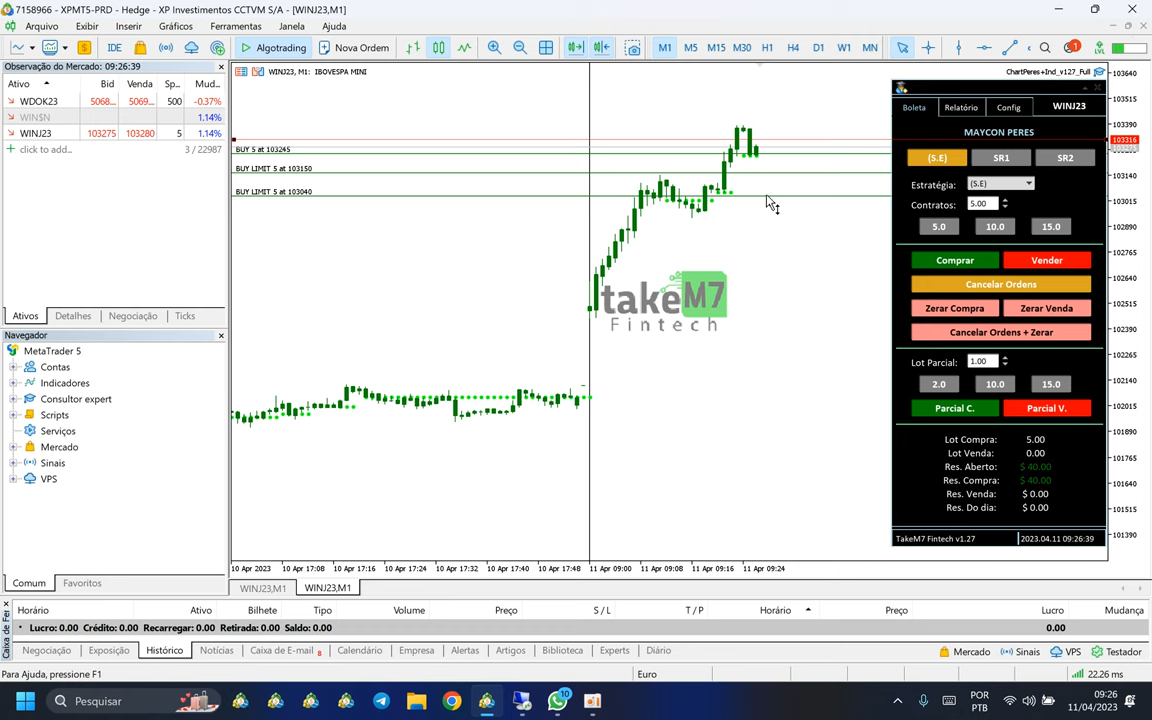 7158966 - XPMT5-PRD - Hedge - XP Investimentos CCTVM S/A - [WINJ23,M1]
Arquivo Exibir Inserir Gráficos Ferramentas Janela Ajuda
IDE Algotrading Nova Ordem M1 M5 M15 M30 H1 H4 D1 W1 MN 1 LVL
Observação do Mercado: 09:26:39
Ativo Bid Venda Sp... Mud...
WDOK23 5068... 5069... 500 -0.37%
WIN$N 1.14%
WINJ23 103275 103280 5 1.14%
click to add... 3 / 22987
Ativos Detalhes Negociação Ticks
Navegador
MetaTrader 5
Contas
Indicadores
Consultor expert
Scripts
Serviços
Mercado
Sinais
VPS
Comum Favoritos
WINJ23, M1: IBOVESPA MINI
ChartPeres+Ind_v127_Full
BUY 5 at 103245
BUY LIMIT 5 at 103150
BUY LIMIT 5 at 103040
takeM7
Fintech
Boleta Relatório Config WINJ23
MAYCON PERES
(S.E) SR1 SR2
Estratégia: (S.E)
Contratos: 5.00
5.0 10.0 15.0
Comprar Vender
Cancelar Ordens
Zerar Compra Zerar Venda
Cancelar Ordens + Zerar
Lot Parcial: 1.00
2.0 10.0 15.0
Parcial C. Parcial V.
Lot Compra: 5.00
Lot Venda: 0.00
Res. Aberto: $ 40.00
Res. Compra: $ 40.00
Res. Venda: $ 0.00
Res. Do dia: $ 0.00
TakeM7 Fintech v1.27 2023.04.11 09:26:39
103640
103515
103390
103316
103140
103015
102890
102765
102640
102515
102390
102265
102140
102015
101890
101765
101640
101515
101390
10 Apr 2023 10 Apr 17:08 10 Apr 17:16 10 Apr 17:24 10 Apr 17:32 10 Apr 17:40 10 Apr 17:48 11 Apr 09:00 11 Apr 09:08 11 Apr 09:16 11 Apr 09:24
WINJ23,M1 WINJ23,M1
Horário Ativo Bilhete Tipo Volume Preço S / L T / P Horário Preço Lucro Mudança
Lucro: 0.00 Crédito: 0.00 Recarregar: 0.00 Retirada: 0.00 Saldo: 0.00 0.00
Negociação Exposição Histórico Notícias Caixa de E-mail 8 Calendário Empresa Alertas Artigos Biblioteca Experts Diário Mercado Sinais VPS Testador
Para Ajuda, pressione F1 Euro 22.26 ms
Pesquisar 10 POR PTB 09:26 11/04/2023